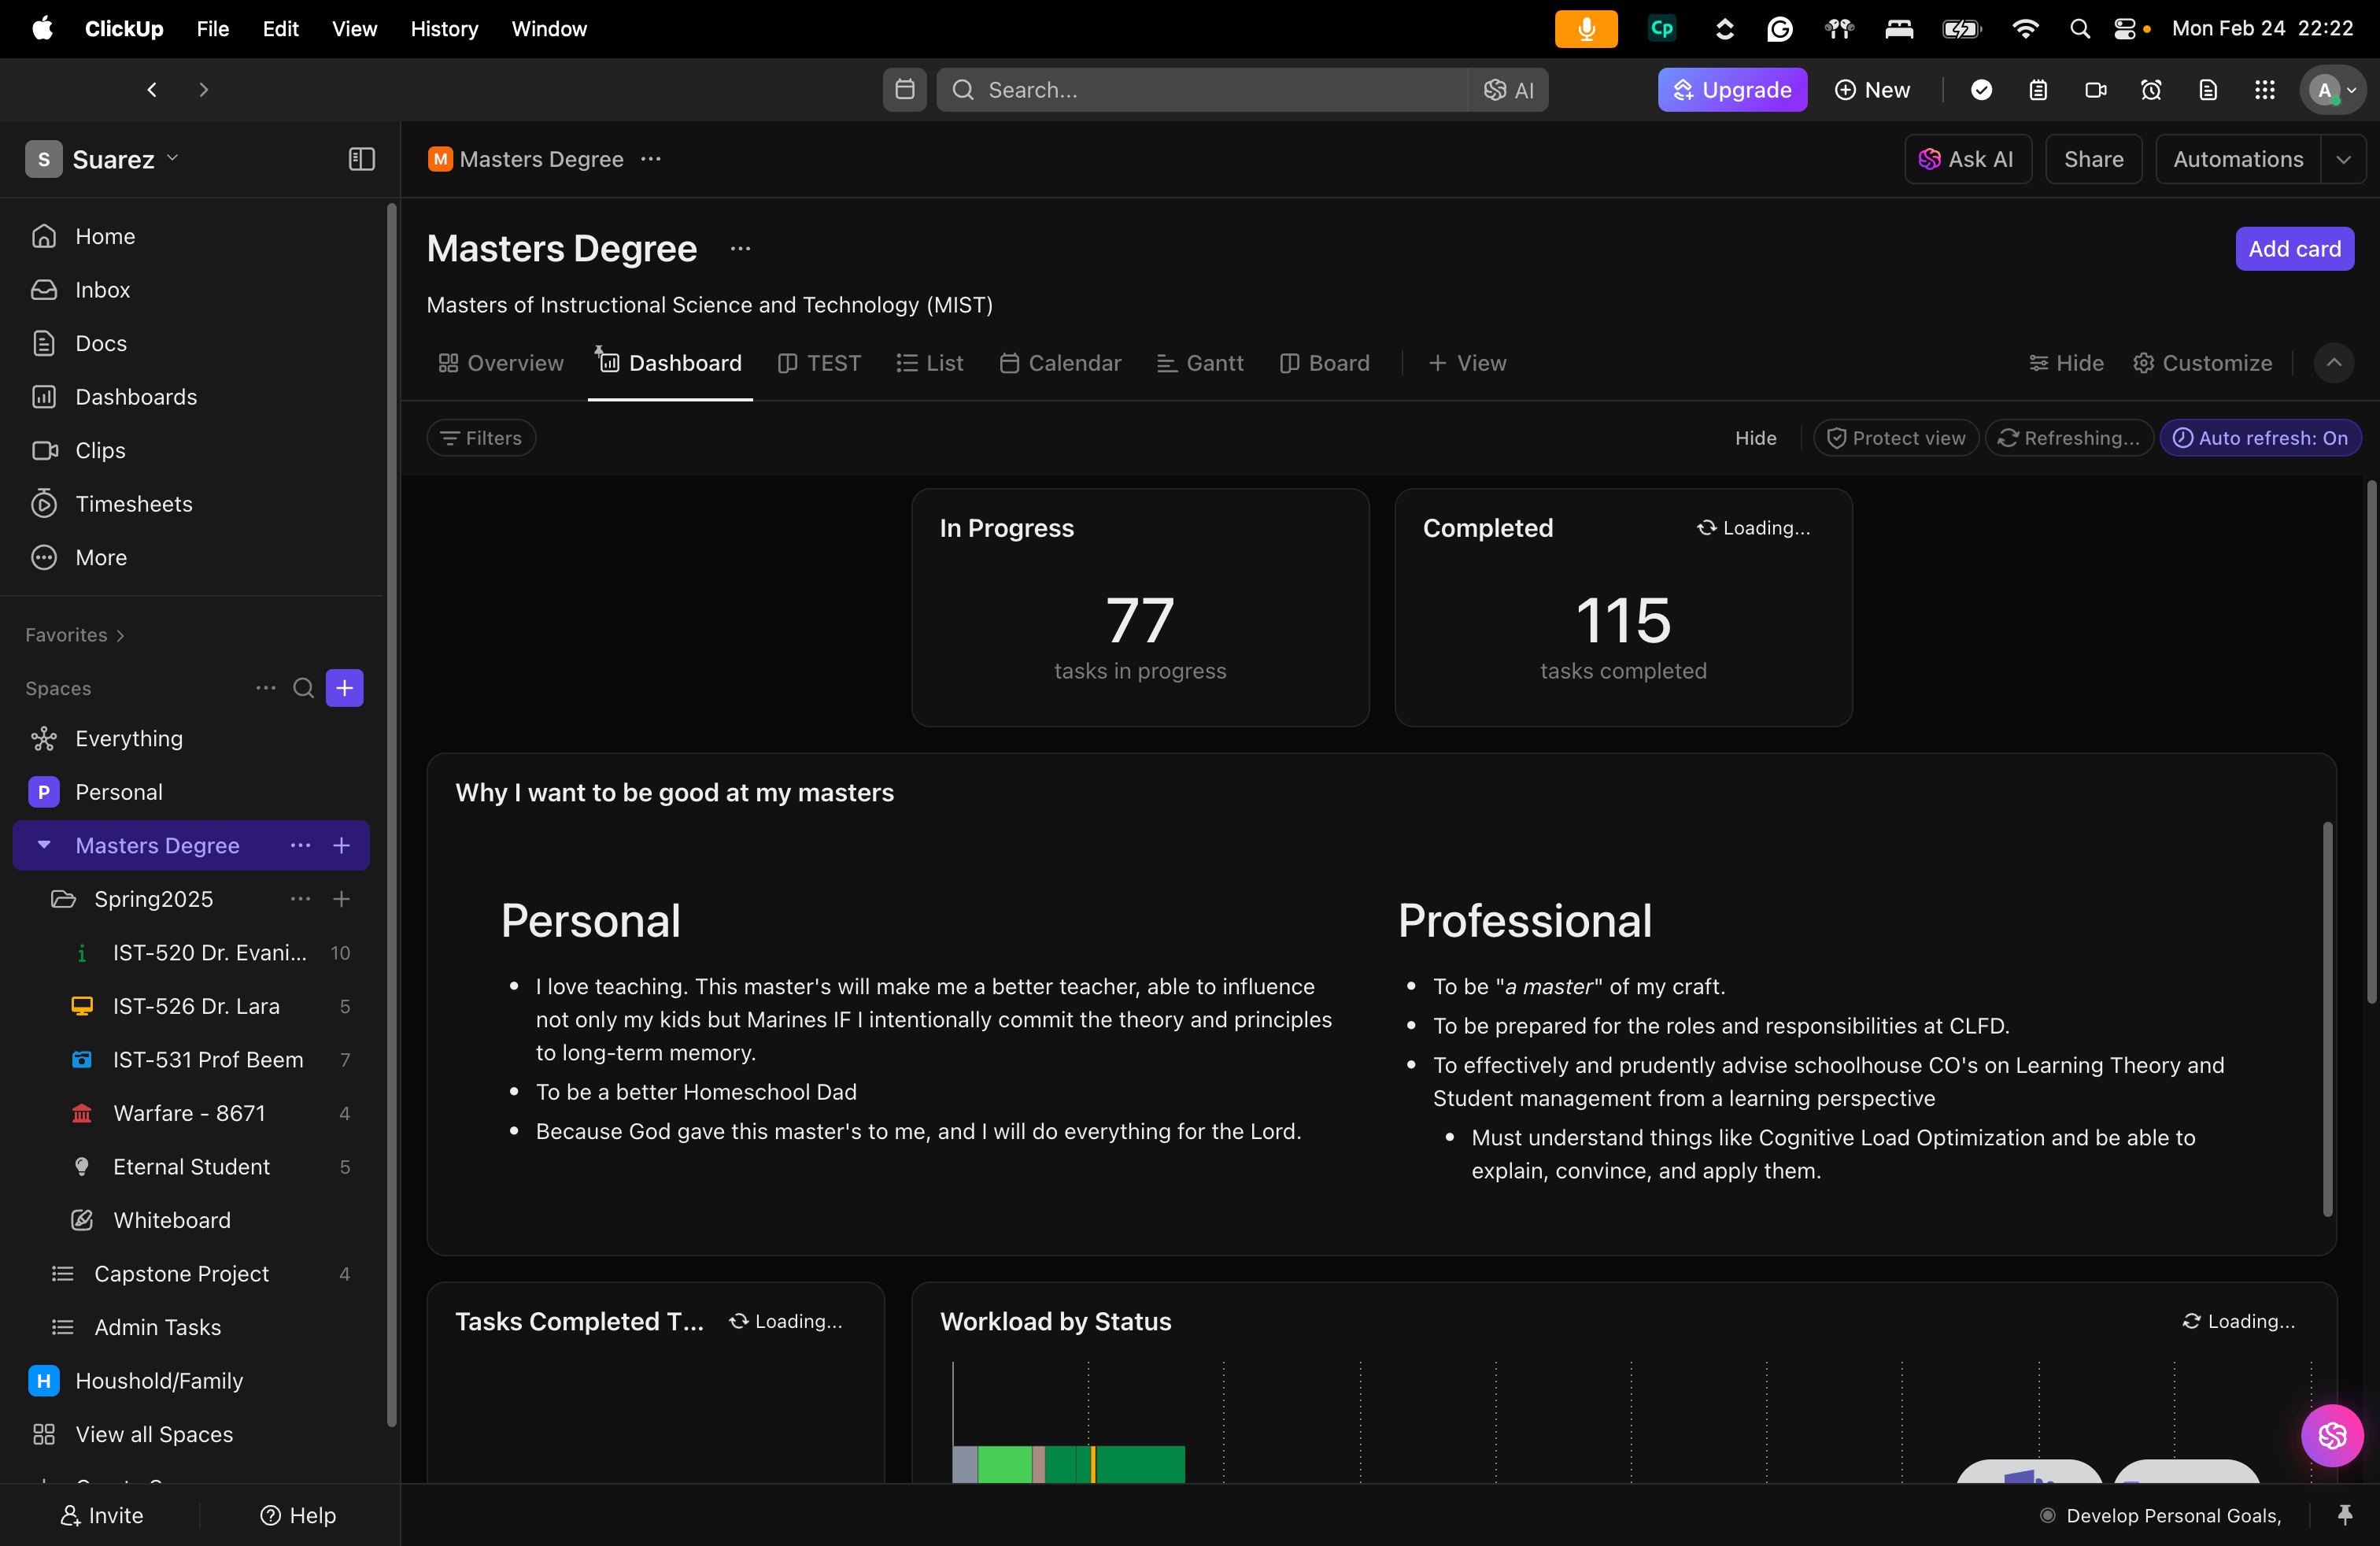 ClickUp File Edit View History Window
Cp
Mon Feb 24 22:22
Search...
AI
Upgrade
New
A
S Suarez
M Masters Degree
Ask AI
Share
Automations
Home
Inbox
Docs
Dashboards
Clips
Timesheets
More
Favorites
Spaces
Everything
P Personal
Masters Degree
Spring2025
IST-520 Dr. Evani... 10
IST-526 Dr. Lara 5
IST-531 Prof Beem 7
Warfare - 8671 4
Eternal Student 5
Whiteboard
Capstone Project 4
Admin Tasks
H Houshold/Family
View all Spaces
Invite
Help
Masters Degree
Add card
Masters of Instructional Science and Technology (MIST)
Overview
Dashboard
TEST
List
Calendar
Gantt
Board
View
Hide
Customize
Filters
Hide
Protect view
Refreshing...
Auto refresh: On
In Progress
77
tasks in progress
Completed
Loading...
115
tasks completed
Why I want to be good at my masters
Personal
I love teaching. This master's will make me a better teacher, able to influence
not only my kids but Marines IF I intentionally commit the theory and principles
to long-term memory.
To be a better Homeschool Dad
Because God gave this master's to me, and I will do everything for the Lord.
Professional
To be "a master" of my craft.
To be prepared for the roles and responsibilities at CLFD.
To effectively and prudently advise schoolhouse CO's on Learning Theory and
Student management from a learning perspective
Must understand things like Cognitive Load Optimization and be able to
explain, convince, and apply them.
Tasks Completed T...
Loading...
Workload by Status
Loading...
Develop Personal Goals,